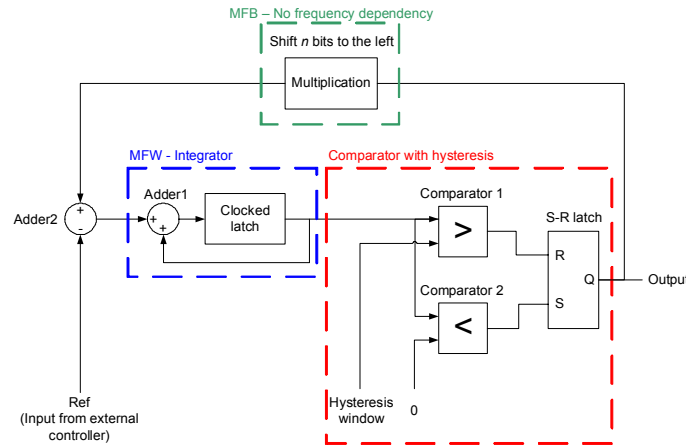 MFB – No frequency dependency
Shift n bits to the left
Multiplication
MFW - Integrator
Comparator with hysteresis
Adder1
Comparator 1
S-R latch
Adder2
+
-
+
+
Clocked
latch
>
R
Q
Output
Comparator 2
S
<
Ref
(Input from external
controller)
Hysteresis
window
0